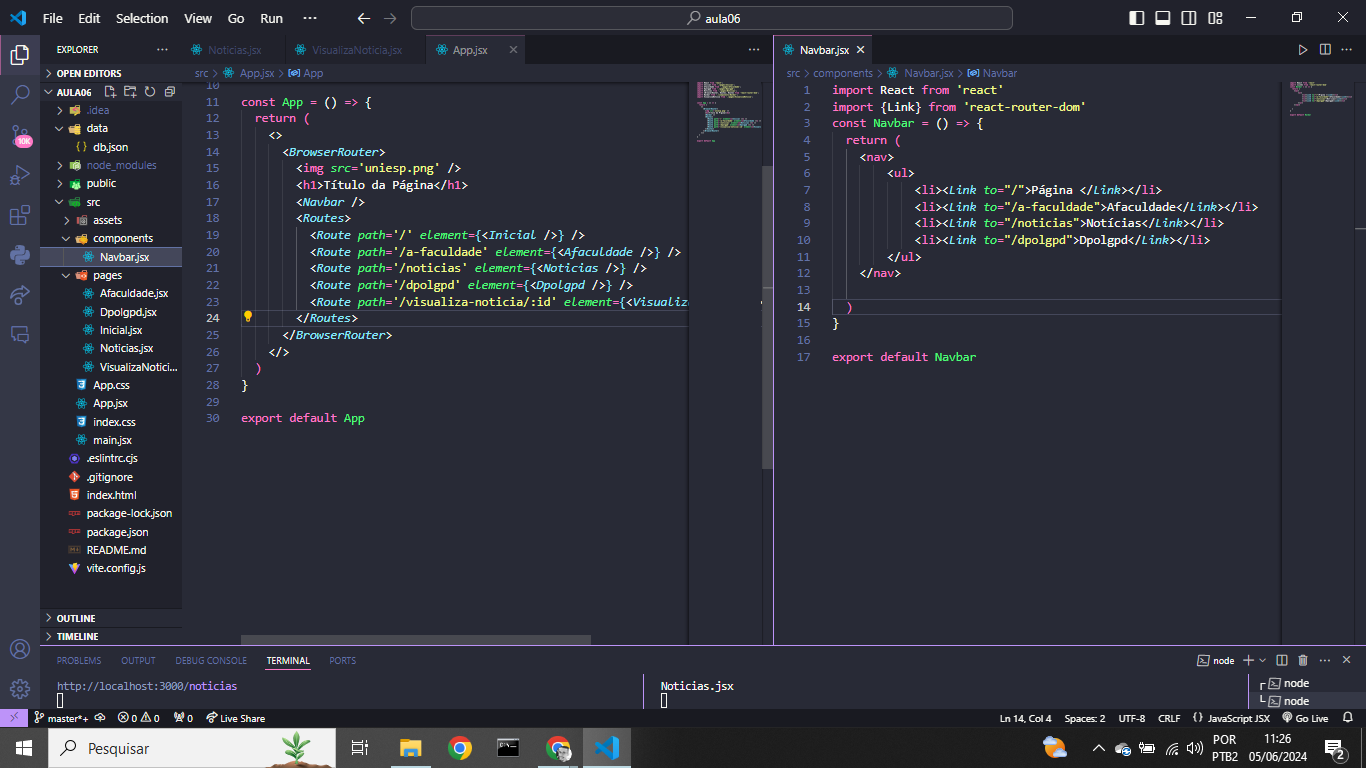 File Edit Selection View Go Run ··· aula06
EXPLORER ···
OPEN EDITORS
AULA06
.idea
data
db.json
node_modules
public
src
assets
components
Navbar.jsx
pages
Afaculdade.jsx
Dpolgpd.jsx
Inicial.jsx
Noticias.jsx
VisualizaNotíci...
App.css
App.jsx
index.css
main.jsx
.eslintrc.cjs
.gitignore
index.html
package-lock.json
package.json
README.md
vite.config.js
OUTLINE
TIMELINE
10K
Noticias.jsx VisualizaNoticia.jsx App.jsx ···
src > App.jsx > App
10
11 const App = () => {
12 return (
13 <>
14 <BrowserRouter>
15 <img src='uniesp.png' />
16 <h1>Título da Página</h1>
17 <Navbar />
18 <Routes>
19 <Route path='/' element={<Inicial />} />
20 <Route path='/a-faculdade' element={<Afaculdade />} />
21 <Route path='/noticias' element={<Noticias />} />
22 <Route path='/dpolgpd' element={<Dpolgpd />} />
23 <Route path='/visualiza-noticia/:id' element={<Visualiz
24 </Routes>
25 </BrowserRouter>
26 </>
27 )
28 }
29
30 export default App
Navbar.jsx ···
src > components > Navbar.jsx > Navbar
1 import React from 'react'
2 import {Link} from 'react-router-dom'
3 const Navbar = () => {
4 return (
5 <nav>
6 <ul>
7 <li><Link to="/">Página </Link></li>
8 <li><Link to="/a-faculdade">Afaculdade</Link></li>
9 <li><Link to="/noticias">Notícias</Link></li>
10 <li><Link to="/dpolgpd">Dpolgpd</Link></li>
11 </ul>
12 </nav>
13
14 )
15 }
16
17 export default Navbar
PROBLEMS OUTPUT DEBUG CONSOLE TERMINAL PORTS node ···
http://localhost:3000/noticias
Noticias.jsx
node
node
master*+ 0 0 0 Live Share Ln 14, Col 4 Spaces: 2 UTF-8 CRLF JavaScript JSX Go Live
Pesquisar
POR
PTB2
11:26
05/06/2024
2